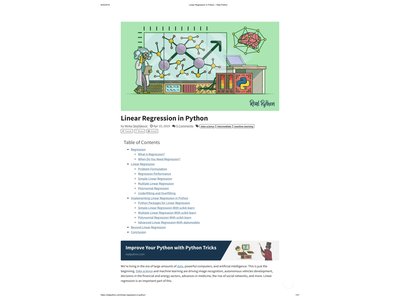 Linear Regression in Python – Real Python
Real Python
Linear Regression in Python
by Mirko Stojiljković Apr 15, 2019 5 Comments data-science intermediate machine-learning
Table of Contents
Regression
What Is Regression?
When Do You Need Regression?
Linear Regression
Problem Formulation
Regression Performance
Simple Linear Regression
Multiple Linear Regression
Polynomial Regression
Underfitting and Overfitting
Implementing Linear Regression in Python
Python Packages for Linear Regression
Simple Linear Regression With scikit-learn
Multiple Linear Regression With scikit-learn
Polynomial Regression With scikit-learn
Advanced Linear Regression With statsmodels
Beyond Linear Regression
Conclusion
Improve Your Python with Python Tricks
realpython.com
We're living in the era of large amounts of data, powerful computers, and artificial intelligence. This is just the
beginning. Data science and machine learning are driving image recognition, autonomous vehicles development,
decisions in the financial and energy sectors, advances in medicine, the rise of social networks, and more. Linear
regression is an important part of this.